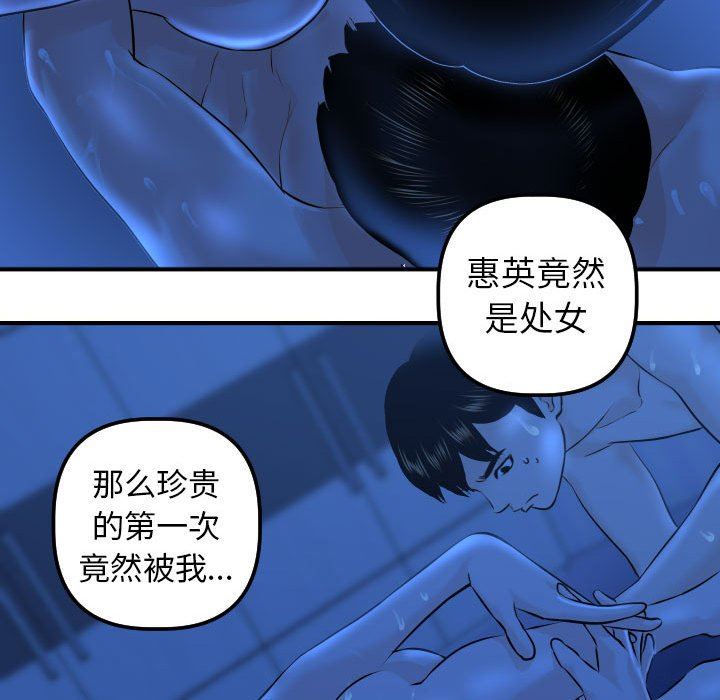 惠英竟然
是处女
那么珍贵
的第一次
竟然被我…